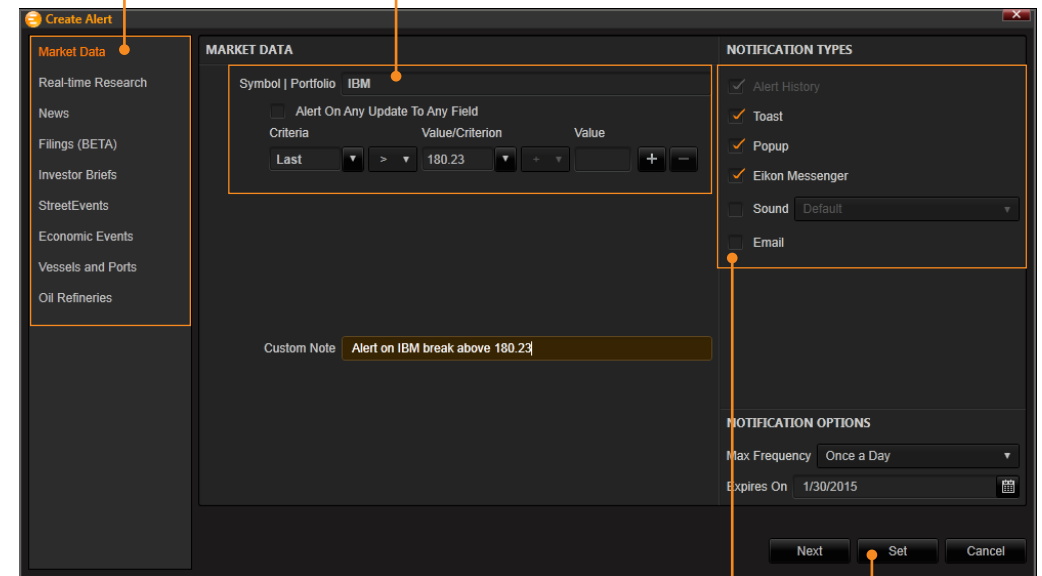 Create Alert
Market Data
Real-time Research
News
Filings (BETA)
Investor Briefs
StreetEvents
Economic Events
Vessels and Ports
Oil Refineries
MARKET DATA
Symbol | Portfolio IBM
Alert On Any Update To Any Field
Criteria Value/Criterion Value
Last > 180.23 + + −
Custom Note Alert on IBM break above 180.23
NOTIFICATION TYPES
Alert History
Toast
Popup
Eikon Messenger
Sound Default
Email
NOTIFICATION OPTIONS
Max Frequency Once a Day
Expires On 1/30/2015
Next Set Cancel